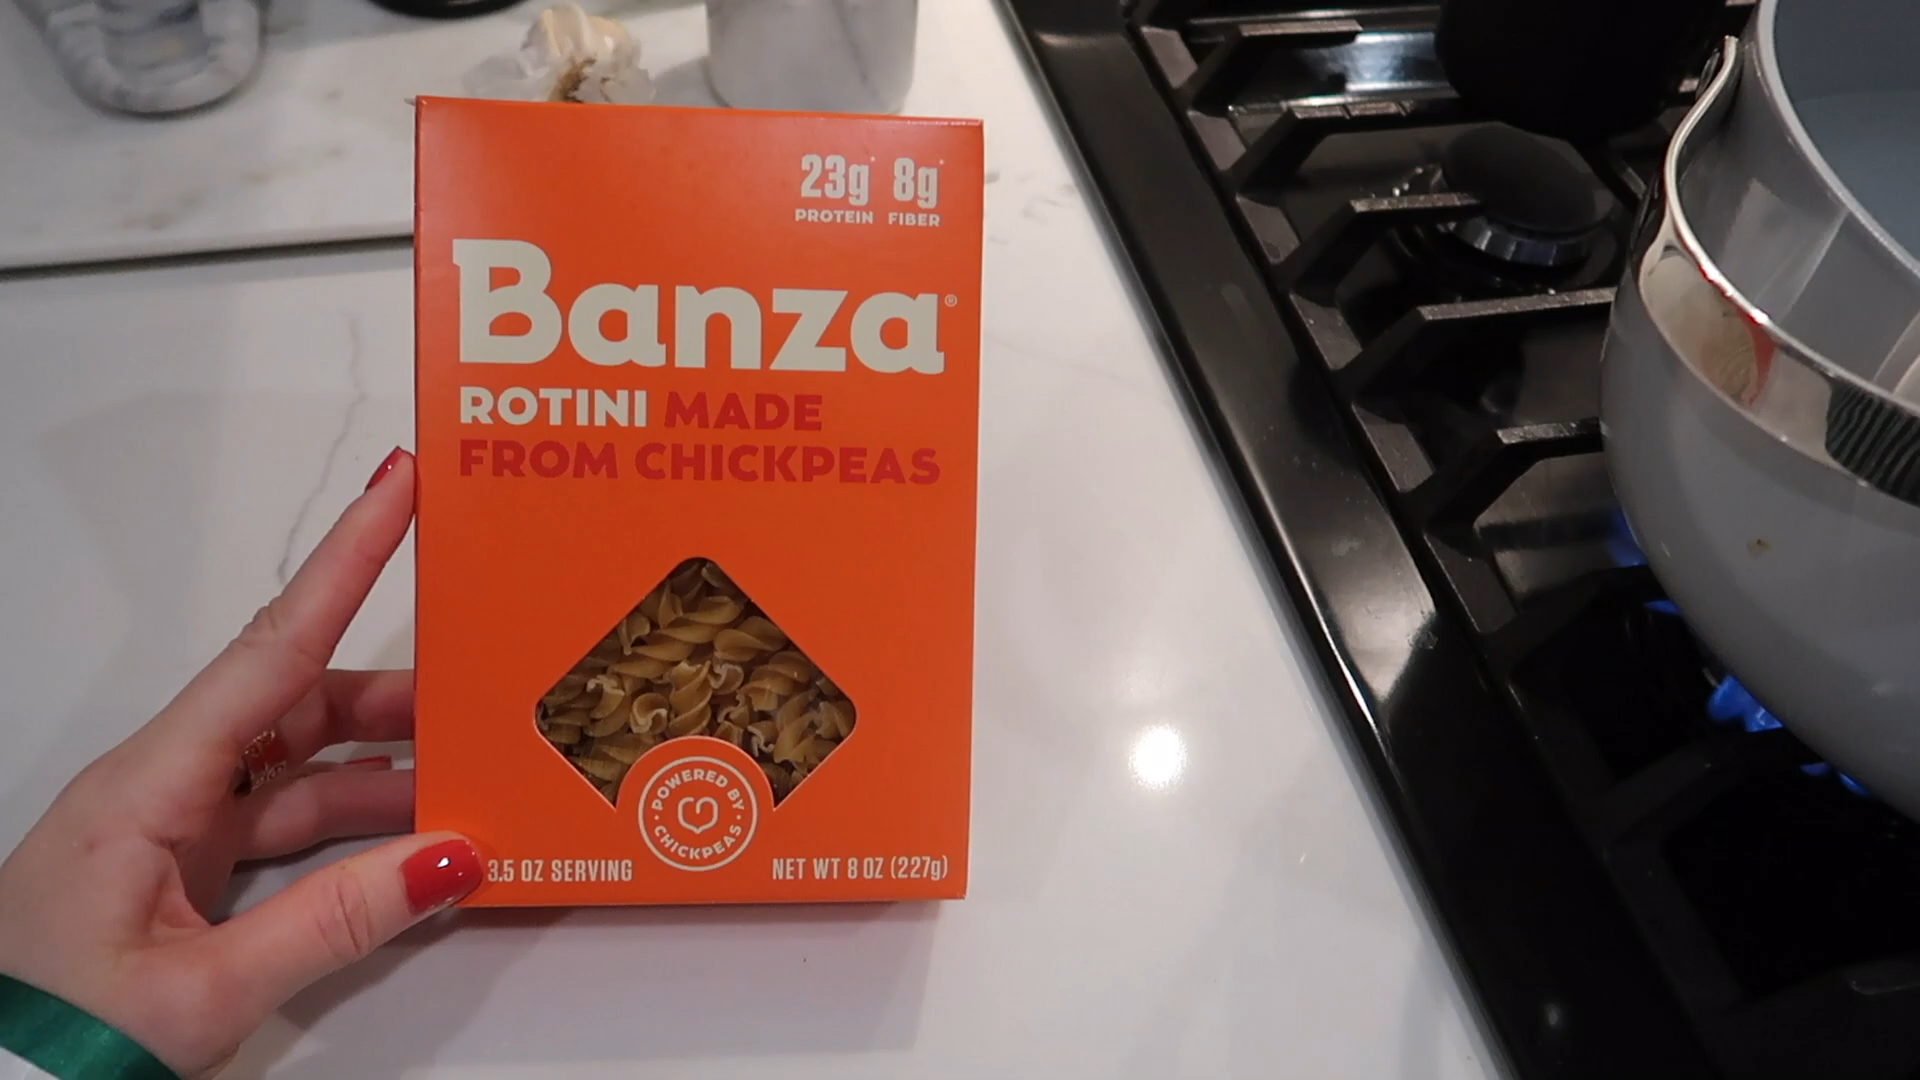 23g* 8g*
PROTEIN FIBER
Banza®
ROTINI MADE
FROM CHICKPEAS
POWERED BY
CHICKPEAS
3.5 OZ SERVING
NET WT 8 OZ (227g)